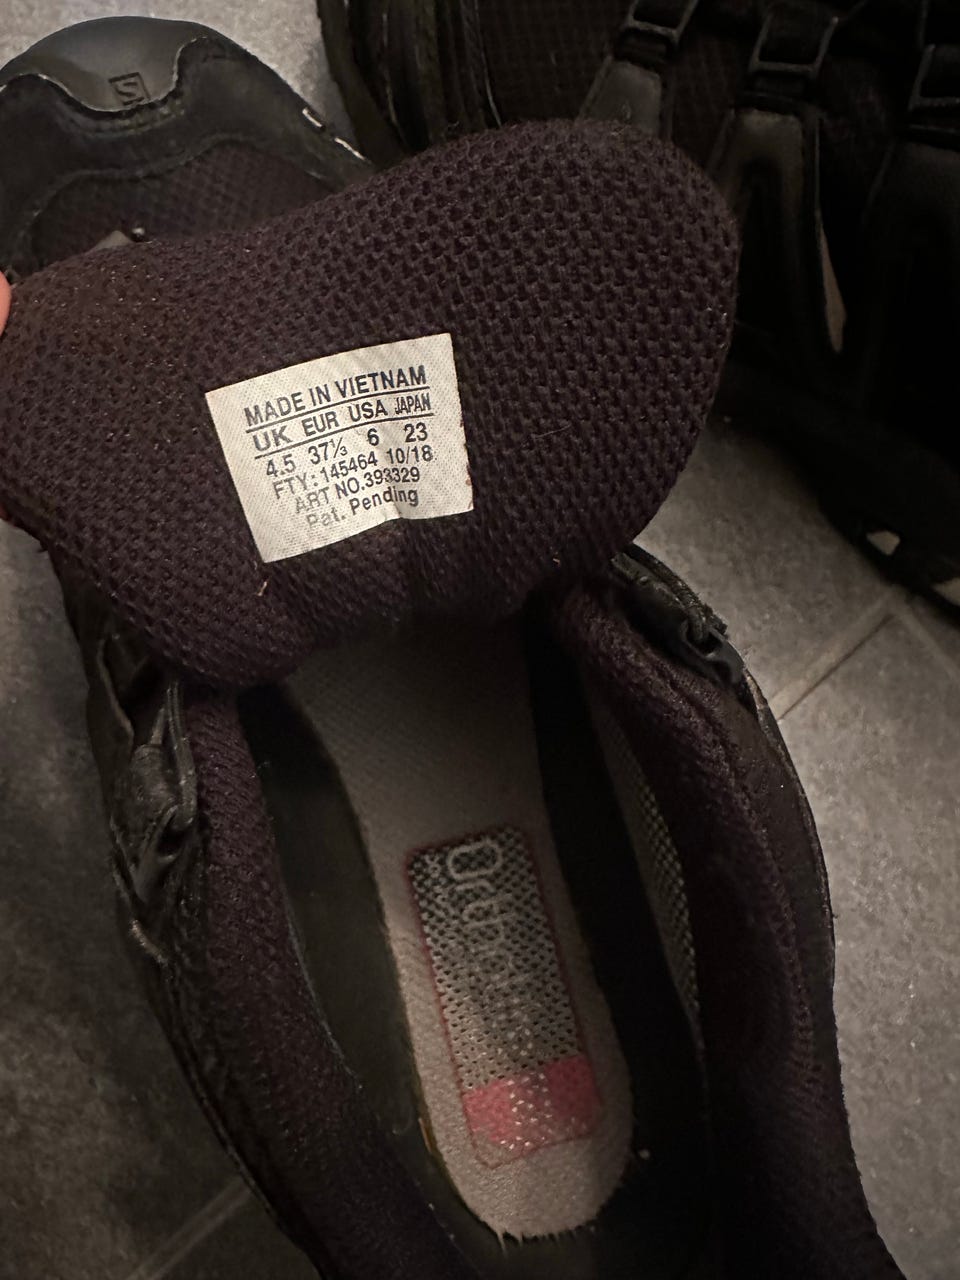 S
MADE IN VIETNAM
UK EUR USA JAPAN
4.5 37⅓ 6 23
FTY:145464 10/18
ART NO.393329
Pat. Pending